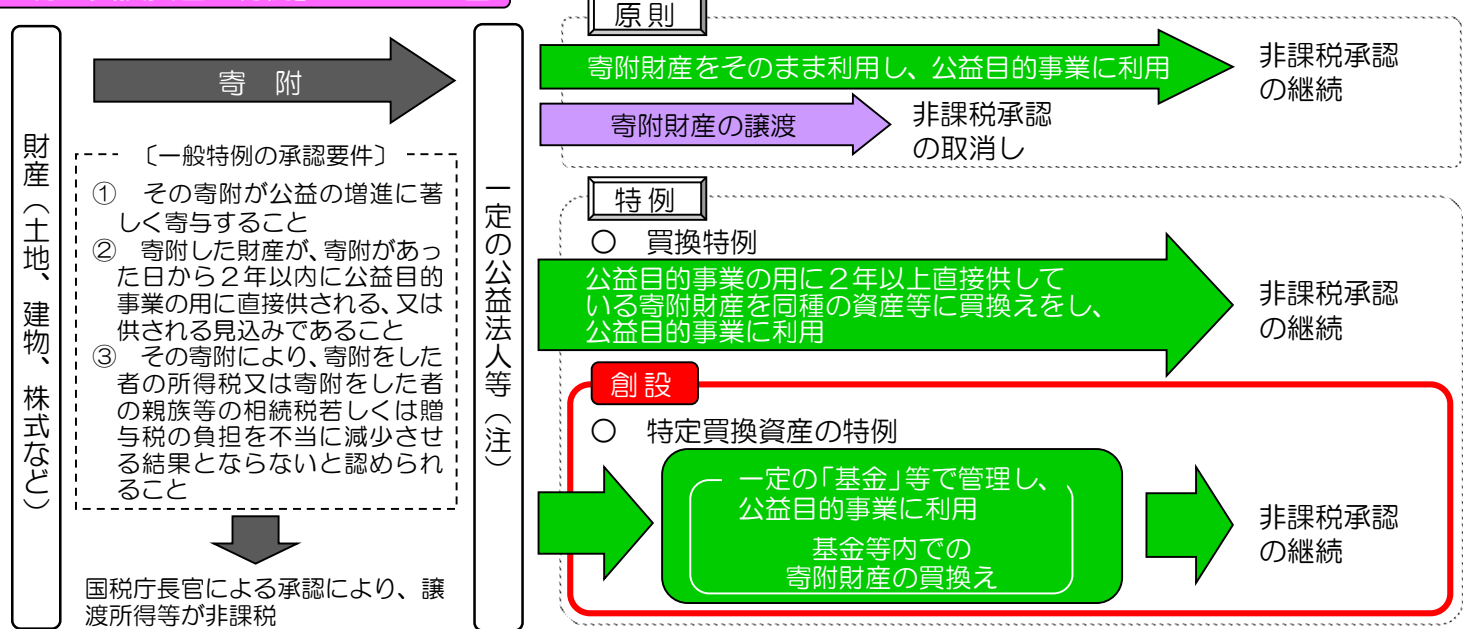 財産（土地、建物、株式など）
寄　附
〔一般特例の承認要件〕
①　その寄附が公益の増進に著
しく寄与すること
②　寄附した財産が、寄附があっ
た日から２年以内に公益目的
事業の用に直接供される、又は
供される見込みであること
③　その寄附により、寄附をした
者の所得税又は寄附をした者
の親族等の相続税若しくは贈
与税の負担を不当に減少させ
る結果とならないと認められ
ること
国税庁長官による承認により、譲
渡所得等が非課税
一定の公益法人等（注）
原則
寄附財産をそのまま利用し、公益目的事業に利用
非課税承認
の継続
寄附財産の譲渡
非課税承認
の取消し
特例
○　買換特例
公益目的事業の用に２年以上直接供して
いる寄附財産を同種の資産等に買換えをし、
公益目的事業に利用
非課税承認
の継続
創設
○　特定買換資産の特例
一定の「基金」等で管理し、
公益目的事業に利用
基金等内での
寄附財産の買換え
非課税承認
の継続